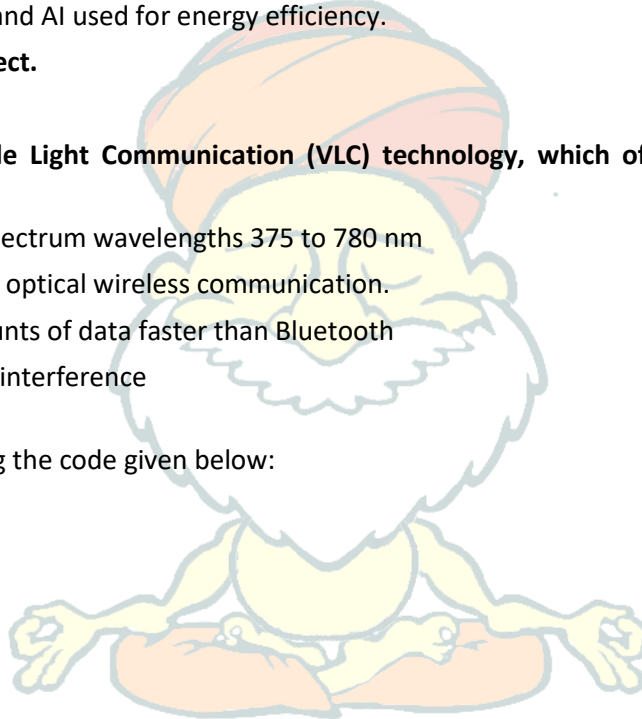 and AI used for energy efficiency.
ect.
le Light Communication (VLC) technology, which of
ectrum wavelengths 375 to 780 nm
optical wireless communication.
unts of data faster than Bluetooth
interference
g the code given below: